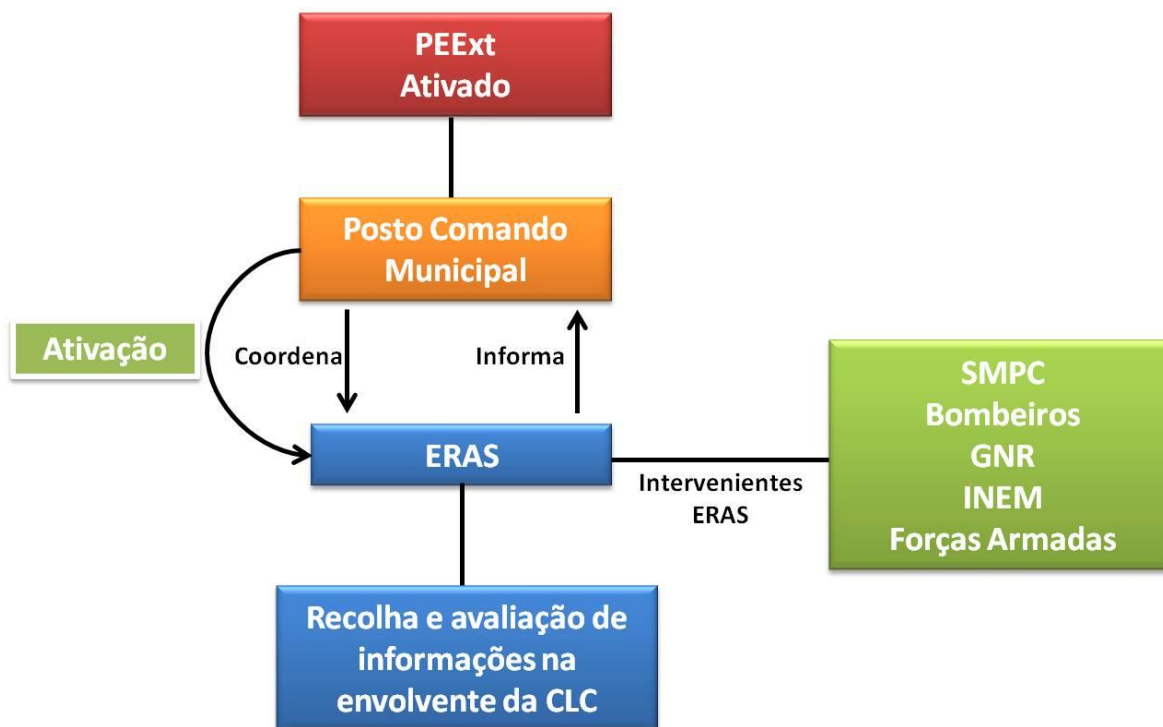 PEExt
Ativado
Posto Comando
Municipal
Ativação
Coordena
Informa
ERAS
Intervenientes
ERAS
SMPC
Bombeiros
GNR
INEM
Forças Armadas
Recolha e avaliação de
informações na
envolvente da CLC